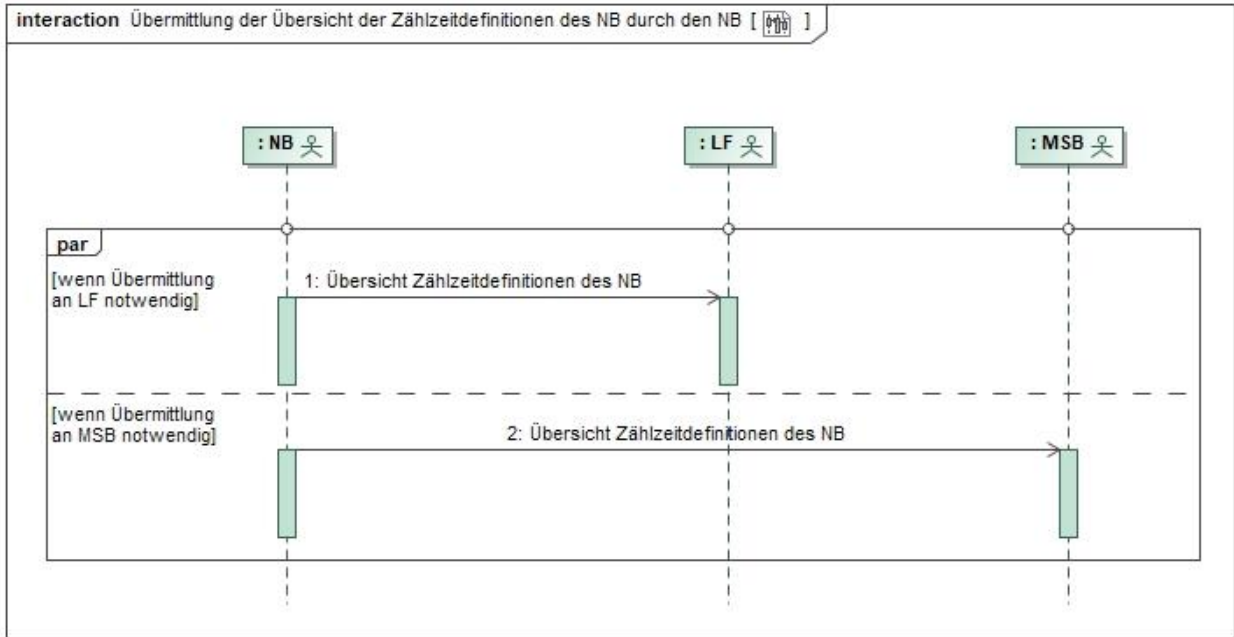 interaction Übermittlung der Übersicht der Zählzeitdefinitionen des NB durch den NB [ ]
: NB
: LF
: MSB
par
[wenn Übermittlung
an LF notwendig]
1: Übersicht Zählzeitdefinitionen des NB
[wenn Übermittlung
an MSB notwendig]
2: Übersicht Zählzeitdefinitionen des NB